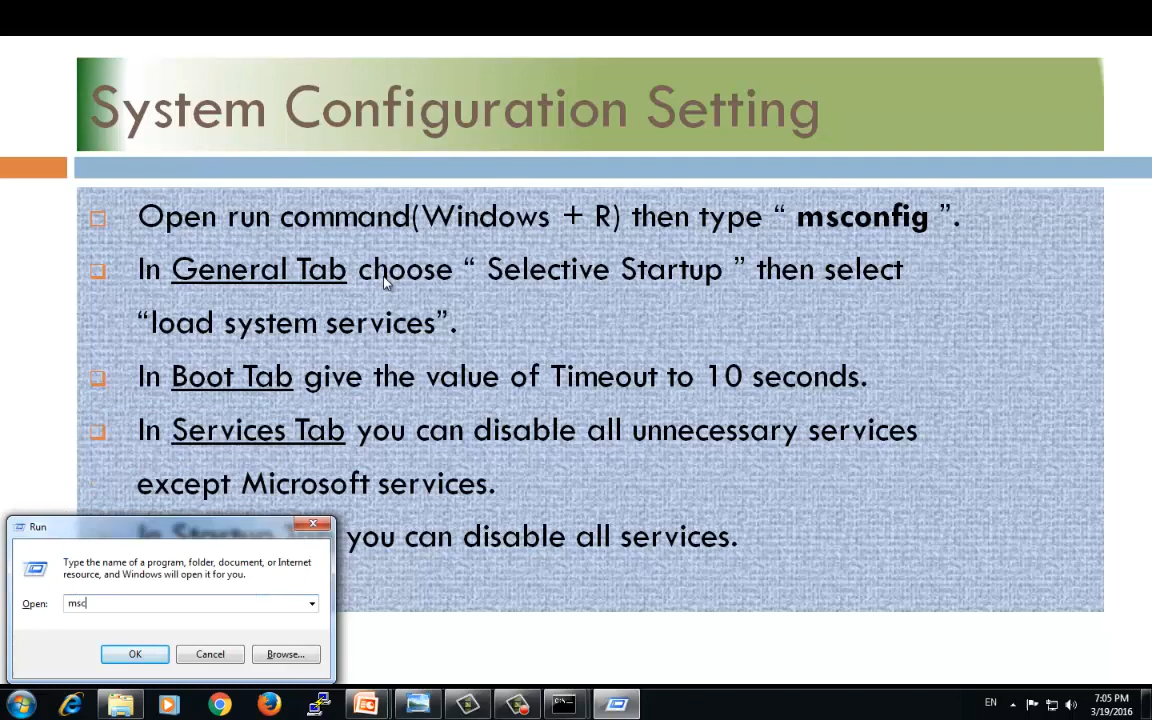 System Configuration Setting
Open run command(Windows + R) then type “ msconfig ”.
In General Tab choose “ Selective Startup ” then select
“load system services”.
In Boot Tab give the value of Timeout to 10 seconds.
In Services Tab you can disable all unnecessary services
except Microsoft services.
you can disable all services.
Run
Type the name of a program, folder, document, or Internet
resource, and Windows will open it for you.
Open: msc
OK Cancel Browse...
EN 7:05 PM
3/19/2016